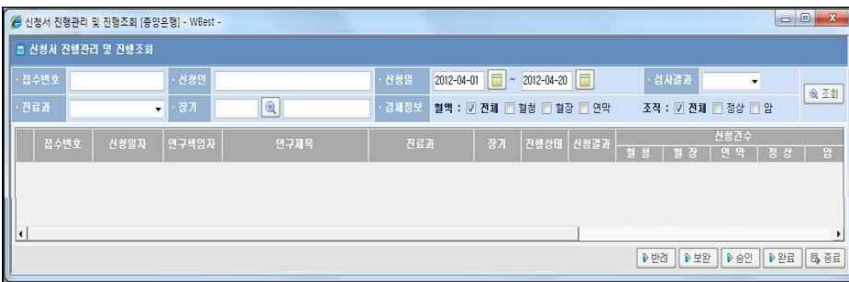 신청서 진행관리 및 진행조회 [중앙은행] - WBest -
신청서 진행관리 및 진행조회
· 접수번호 · 신청인 · 신청일 2012-04-01 ~ 2012-04-20 · 심사결과 조회
· 진료과 · 장기 · 검체정보 혈액 : 전체 혈청 혈장 연막 조직 : 전체 정상 암
접수번호 신청일자 연구책임자 연구제목 진료과 장기 진행상태 신청결과 신청건수
혈 청 혈 장 연 막 정 상 암
반려 보완 승인 완료 종료